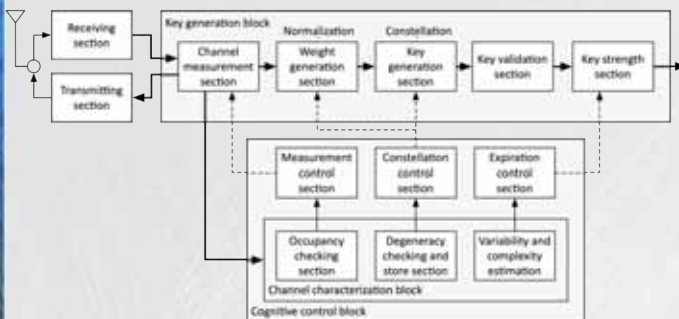 Key generation block
Normalization
Constellation
Receiving
section
Transmitting
section
Channel
measurement
section
Weight
generation
section
Key
generation
section
Key validation
section
Key strength
section
Measurement
control
section
Constellation
control
section
Expiration
control
section
Occupancy
checking
section
Degeneracy
checking and
store section
Variability and
complexity
estimation
Channel characterization block
Cognitive control block